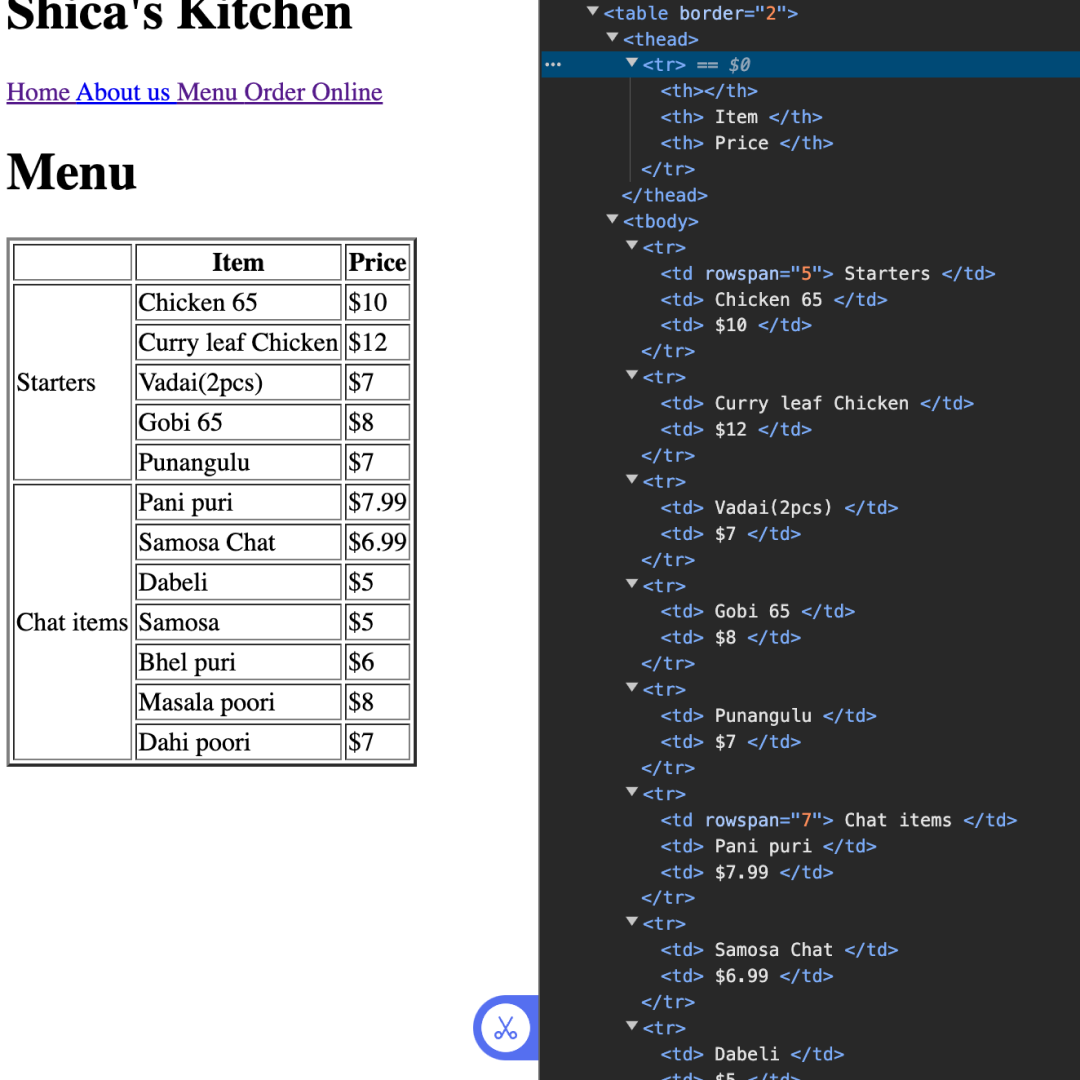 Shica's Kitchen
Home About us Menu Order Online
Menu
Item Price
Starters
Chicken 65 $10
Curry leaf Chicken $12
Vadai(2pcs) $7
Gobi 65 $8
Punangulu $7
Chat items
Pani puri $7.99
Samosa Chat $6.99
Dabeli $5
Samosa $5
Bhel puri $6
Masala poori $8
Dahi poori $7
<table border="2">
<thead>
<tr> == $0
<th></th>
<th> Item </th>
<th> Price </th>
</tr>
</thead>
<tbody>
<tr>
<td rowspan="5"> Starters </td>
<td> Chicken 65 </td>
<td> $10 </td>
</tr>
<tr>
<td> Curry leaf Chicken </td>
<td> $12 </td>
</tr>
<tr>
<td> Vadai(2pcs) </td>
<td> $7 </td>
</tr>
<tr>
<td> Gobi 65 </td>
<td> $8 </td>
</tr>
<tr>
<td> Punangulu </td>
<td> $7 </td>
</tr>
<tr>
<td rowspan="7"> Chat items </td>
<td> Pani puri </td>
<td> $7.99 </td>
</tr>
<tr>
<td> Samosa Chat </td>
<td> $6.99 </td>
</tr>
<tr>
<td> Dabeli </td>
<td> $5 </td>